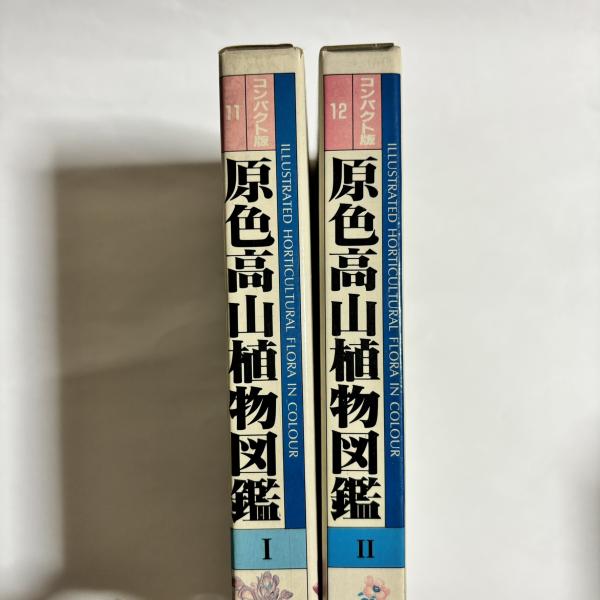 11
コンパクト版
原色高山植物図鑑
ILLUSTRATED HORTICULTURAL FLORA IN COLOUR
I
12
コンパクト版
原色高山植物図鑑
ILLUSTRATED HORTICULTURAL FLORA IN COLOUR
II